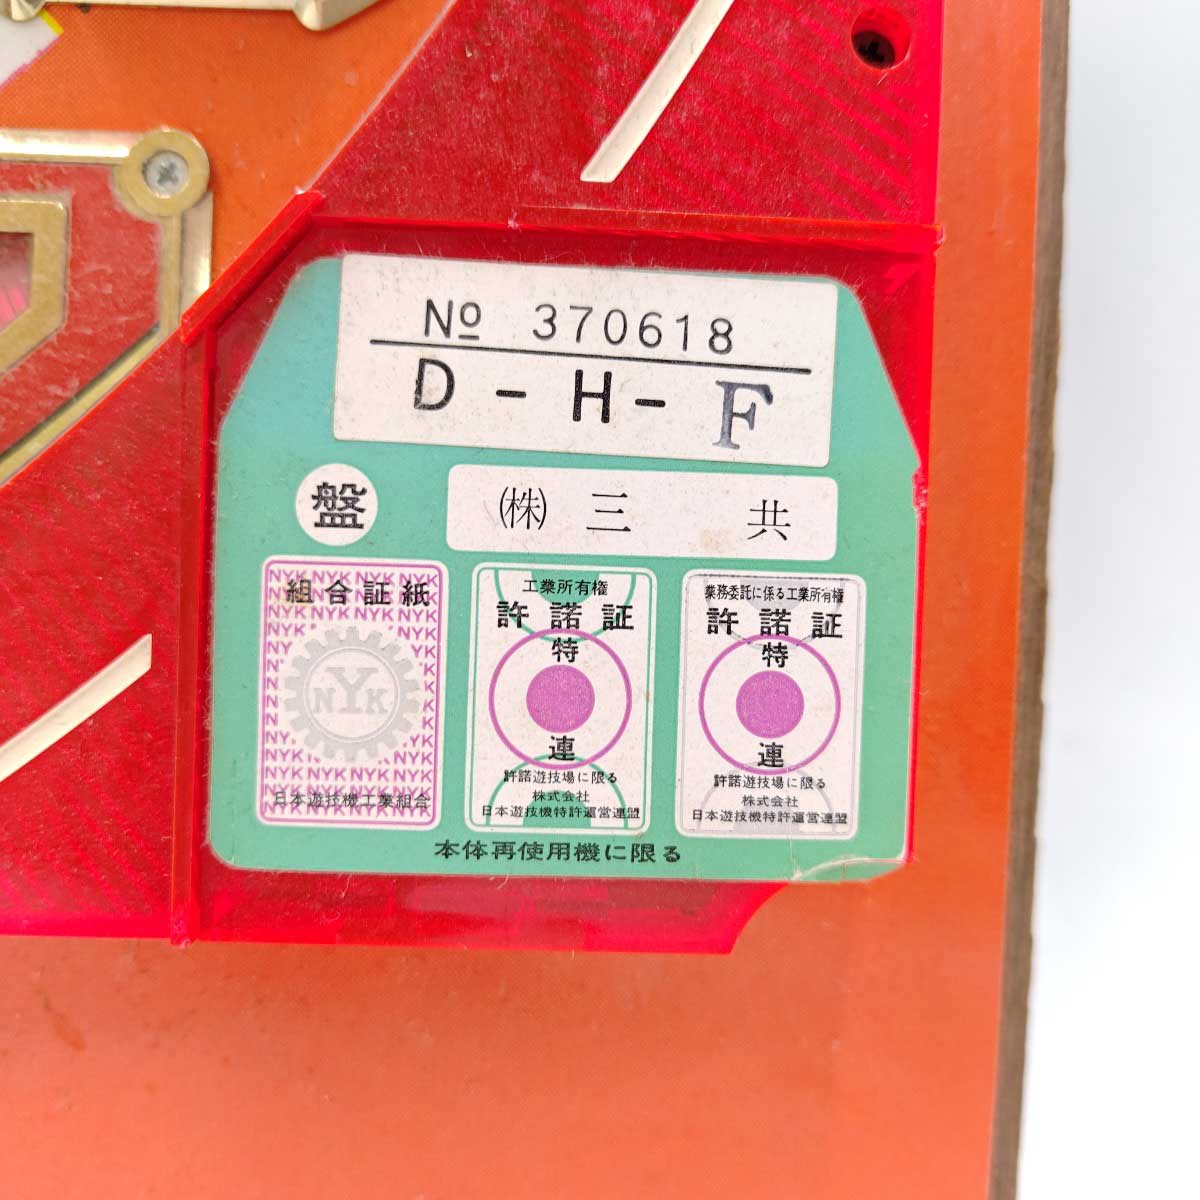 № 370618
D - H - F
盤
㈱ 三 共
組合証紙
NYK
日本遊技機工業組合
工業所有権
許諾証
特
連
許諾遊技場に限る
株式会社
日本遊技機特許運営連盟
業務委託に係る工業所有権
許諾証
特
連
許諾遊技場に限る
株式会社
日本遊技機特許運営連盟
本体再使用機に限る